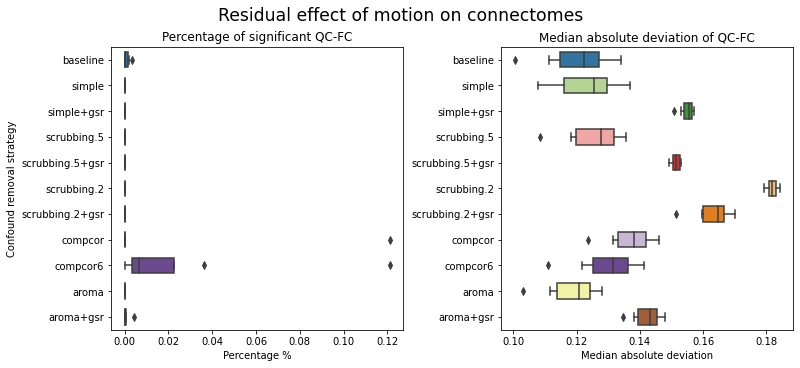 Residual effect of motion on connectomes
Percentage of significant QC-FC
Confound removal strategy
baseline
simple
simple+gsr
scrubbing.5
scrubbing.5+gsr
scrubbing.2
scrubbing.2+gsr
compcor
compcor6
aroma
aroma+gsr
0.00 0.02 0.04 0.06 0.08 0.10 0.12
Percentage %
Median absolute deviation of QC-FC
baseline
simple
simple+gsr
scrubbing.5
scrubbing.5+gsr
scrubbing.2
scrubbing.2+gsr
compcor
compcor6
aroma
aroma+gsr
0.10 0.12 0.14 0.16 0.18
Median absolute deviation